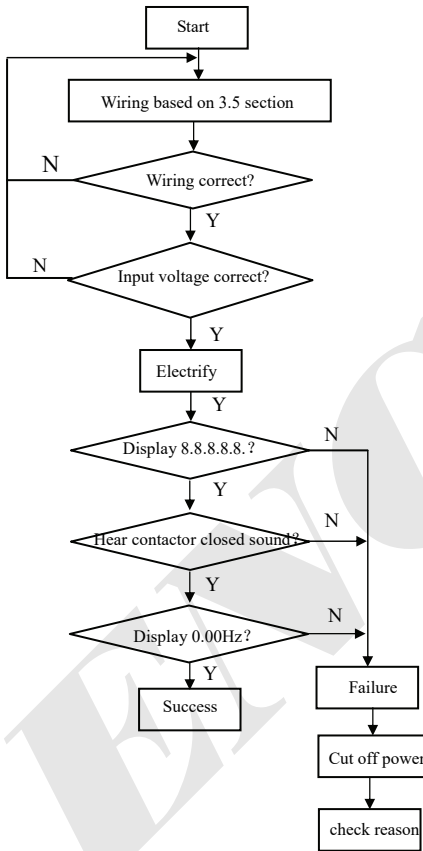 Start
Wiring based on 3.5 section
N
Wiring correct?
Y
N
Input voltage correct?
Y
Electrify
Y
Display 8.8.8.8.8.?
N
Y
Hear contactor closed sound?
N
Y
Display 0.00Hz?
N
Y
Success
Failure
Cut off power
check reason